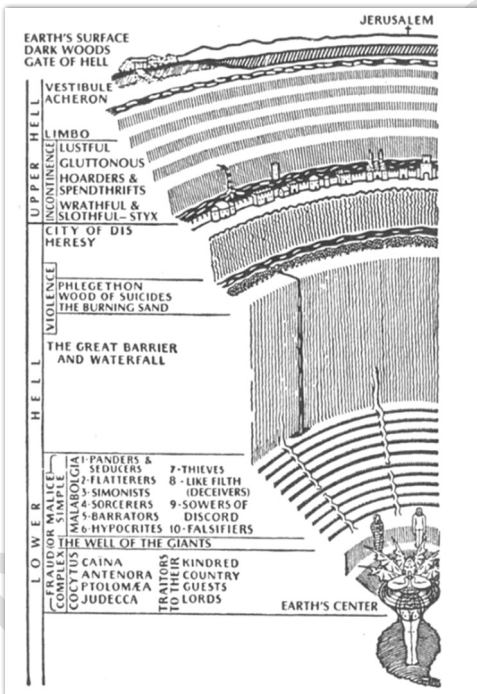 JERUSALEM
EARTH'S SURFACE
DARK WOODS
GATE OF HELL
UPPER HELL
VESTIBULE
ACHERON
LIMBO
INCONTINENCE
LUSTFUL
GLUTTONOUS
HOARDERS &
SPENDTHRIFTS
WRATHFUL &
SLOTHFUL–STYX
LOWER HELL
CITY OF DIS
HERESY
VIOLENCE
PHLEGETHON
WOOD OF SUICIDES
THE BURNING SAND
THE GREAT BARRIER
AND WATERFALL
FRAUD OR MALICE
SIMPLE
MALABOLGIA
1-PANDERS &
SEDUCERS
2-FLATTERERS
3-SIMONISTS
4-SORCERERS
5-BARRATORS
6-HYPOCRITES
7-THIEVES
8-LIKE FILTH
(DECEIVERS)
9-SOWERS OF
DISCORD
10-FALSIFIERS
THE WELL OF THE GIANTS
COMPLEX
COCYTUS
CAINA
ANTENORA
PTOLOMÆA
JUDECCA
TRAITORS
TO THEIR
KINDRED
COUNTRY
GUESTS
LORDS
EARTH'S CENTER